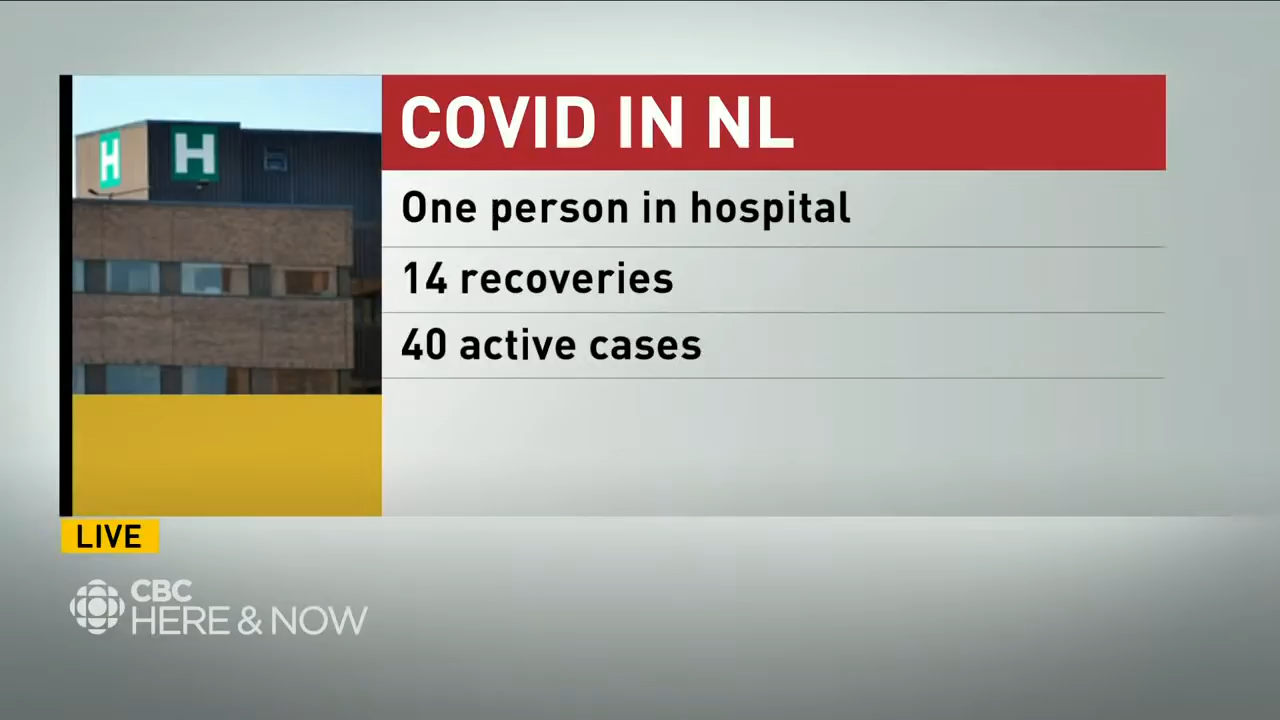 H
H
COVID IN NL
One person in hospital
14 recoveries
40 active cases
LIVE
CBC
HERE & NOW